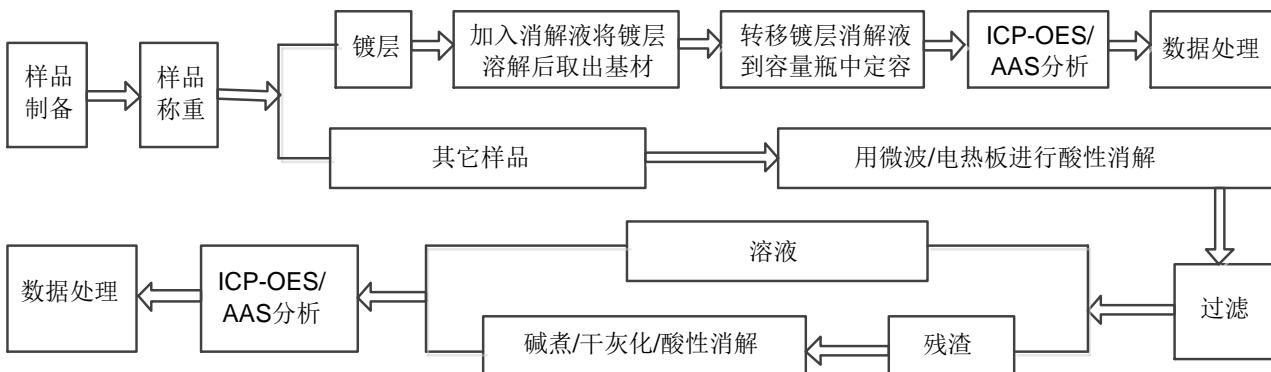 样品
制备
样品
称重
镀层
加入消解液将镀层
溶解后取出基材
转移镀层消解液
到容量瓶中定容
ICP-OES/
AAS分析
数据处理
其它样品
用微波/电热板进行酸性消解
过滤
溶液
残渣
碱煮/干灰化/酸性消解
ICP-OES/
AAS分析
数据处理